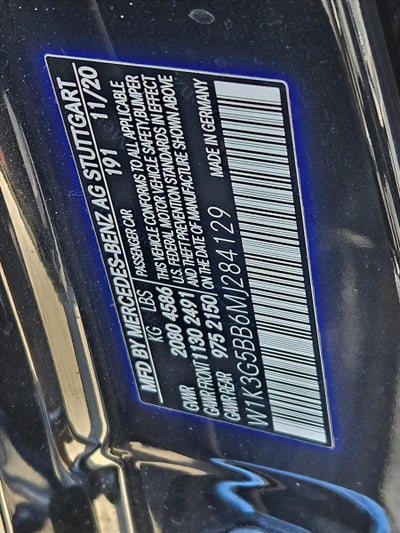 MFD BY MERCEDES-BENZ AG STUTTGART
191 11/20
KG LBS PASSENGER CAR
GVWR 2080 4586 THIS VEHICLE CONFORMS TO ALL APPLICABLE
GWR FRONT 1130 2491 U.S. FEDERAL MOTOR VEHICLE SAFETY/BUMPER
GWR REAR 975 2150 AND THEFT PREVENTION STANDARDS IN EFFECT
ON THE DATE OF MANUFACTURE SHOWN ABOVE
W1K3G5BB6MJ284129 MADE IN GERMANY